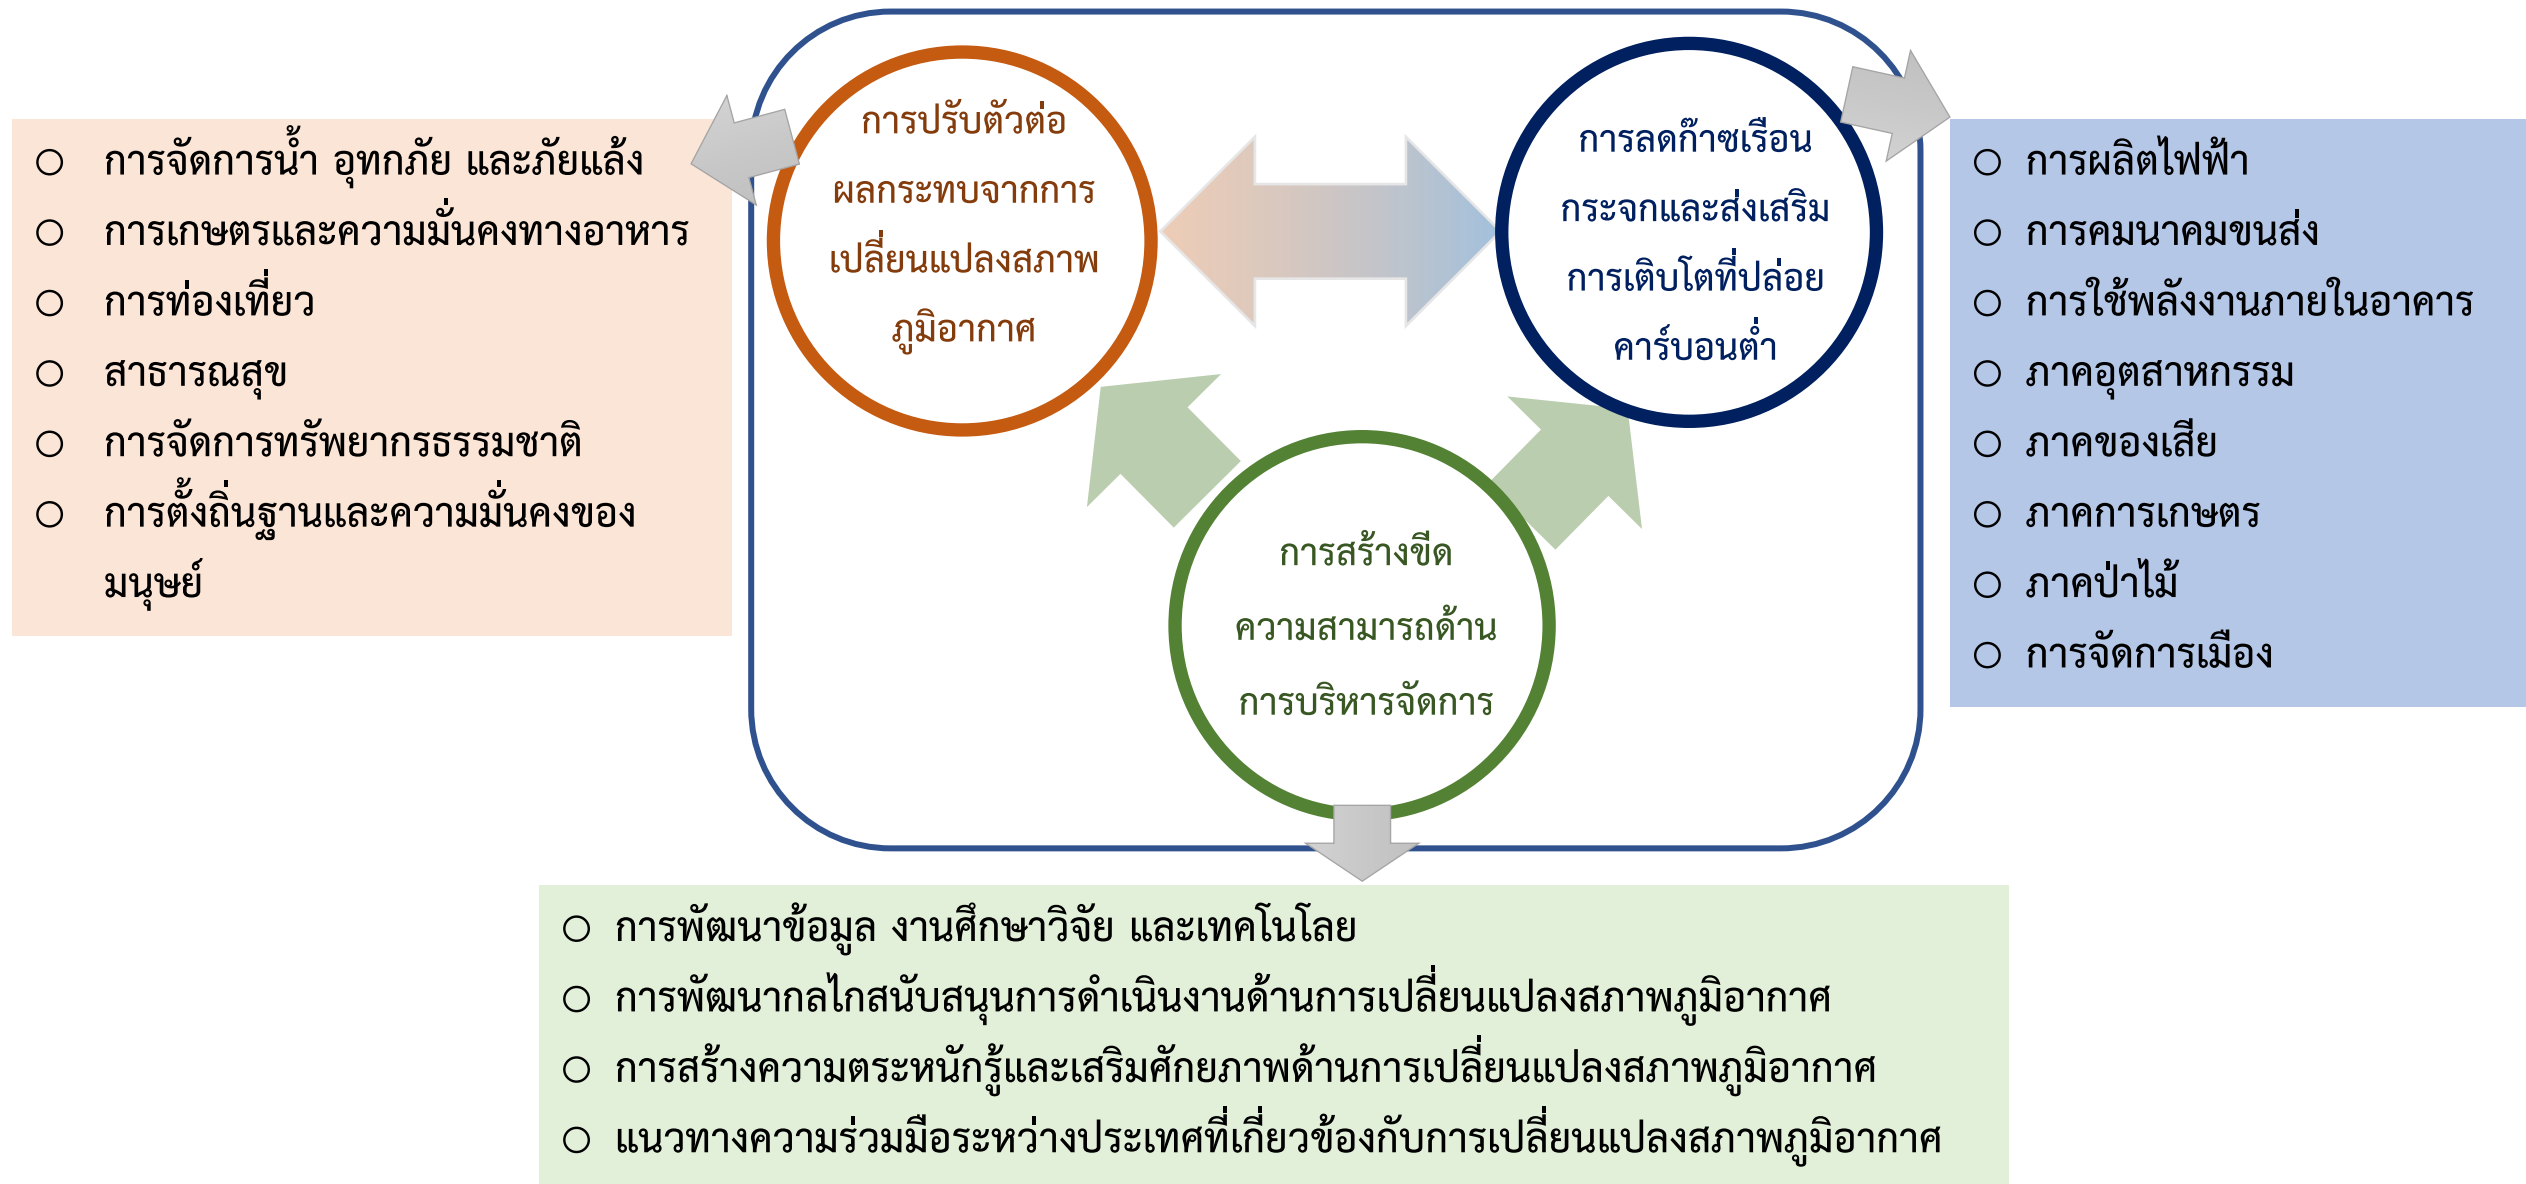 การปรับตัวต่อ
ผลกระทบจากการ
เปลี่ยนแปลงสภาพ
ภูมิอากาศ
การลดก๊าซเรือน
กระจกและส่งเสริม
การเติบโตที่ปล่อย
คาร์บอนต่ำ
การสร้างขีด
ความสามารถด้าน
การบริหารจัดการ
○ การจัดการน้ำ อุทกภัย และภัยแล้ง
○ การเกษตรและความมั่นคงทางอาหาร
○ การท่องเที่ยว
○ สาธารณสุข
○ การจัดการทรัพยากรธรรมชาติ
○ การตั้งถิ่นฐานและความมั่นคงของ
มนุษย์
○ การผลิตไฟฟ้า
○ การคมนาคมขนส่ง
○ การใช้พลังงานภายในอาคาร
○ ภาคอุตสาหกรรม
○ ภาคของเสีย
○ ภาคการเกษตร
○ ภาคป่าไม้
○ การจัดการเมือง
○ การพัฒนาข้อมูล งานศึกษาวิจัย และเทคโนโลย
○ การพัฒนากลไกสนับสนุนการดำเนินงานด้านการเปลี่ยนแปลงสภาพภูมิอากาศ
○ การสร้างความตระหนักรู้และเสริมศักยภาพด้านการเปลี่ยนแปลงสภาพภูมิอากาศ
○ แนวทางความร่วมมือระหว่างประเทศที่เกี่ยวข้องกับการเปลี่ยนแปลงสภาพภูมิอากาศ